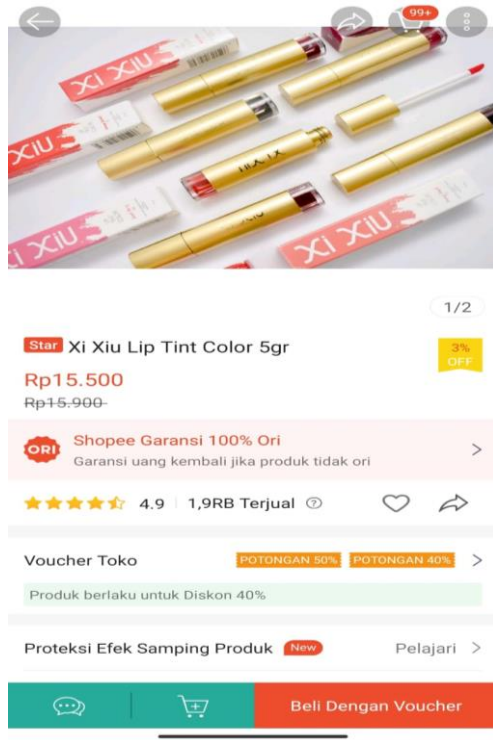 99+
XI XIU
XIU
XI XIU
XI XIU
1/2
Star Xi Xiu Lip Tint Color 5gr
3%
OFF
Rp15.500
Rp15.900
ORI
Shopee Garansi 100% Ori
Garansi uang kembali jika produk tidak ori
4.9
1,9RB Terjual ?
Voucher Toko
POTONGAN 50%
POTONGAN 40%
Produk berlaku untuk Diskon 40%
Proteksi Efek Samping Produk New
Pelajari
Beli Dengan Voucher